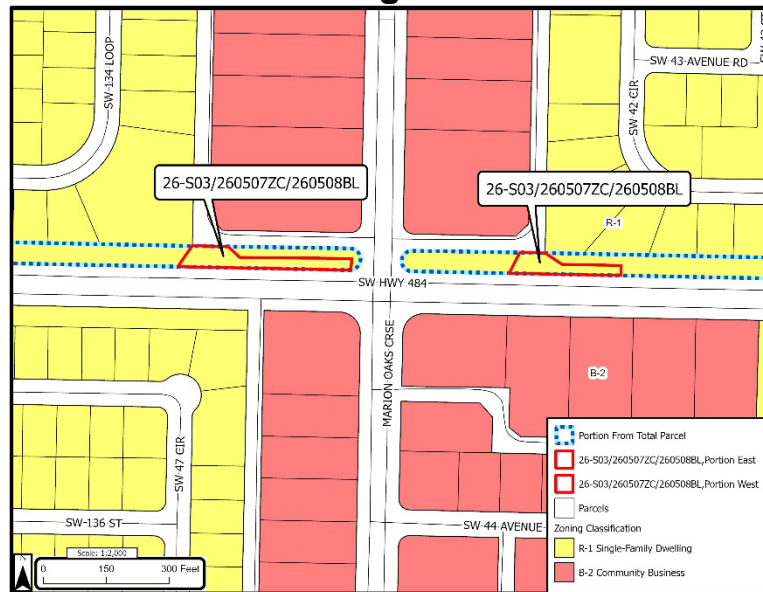 SW 134 LOOP
SW 43 AVENUE RD
SW 42 CIR
26-S03/260507ZC/260508BL
26-S03/260507ZC/260508BL
R-1
SW HWY 484
MARION OAKS CRSE
B-2
SW 47 CIR
SW 136 ST
SW 44 AVENUE
Portion From Total Parcel
26-S03/260507ZC/260508BL,Portion East
26-S03/260507ZC/260508BL,Portion West
Parcels
Zoning Classification
R-1 Single-Family Dwelling
B-2 Community Business
N
Scale: 1:2,000
0 150 300 Feet